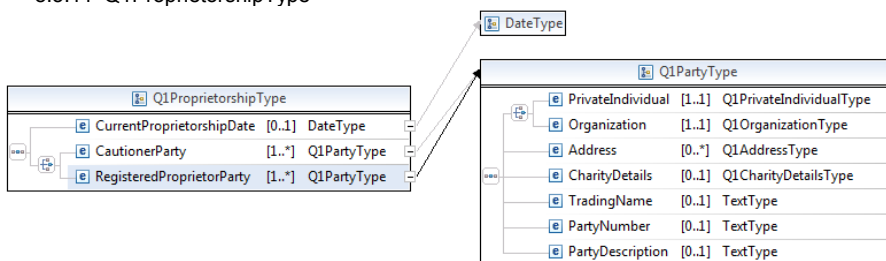 DateType
Q1ProprietorshipType
CurrentProprietorshipDate [0..1] DateType
CautionerParty [1..*] Q1PartyType
RegisteredProprietorParty [1..*] Q1PartyType
Q1PartyType
PrivateIndividual [1..1] Q1PrivateIndividualType
Organization [1..1] Q1OrganizationType
Address [0..*] Q1AddressType
CharityDetails [0..1] Q1CharityDetailsType
TradingName [0..1] TextType
PartyNumber [0..1] TextType
PartyDescription [0..1] TextType